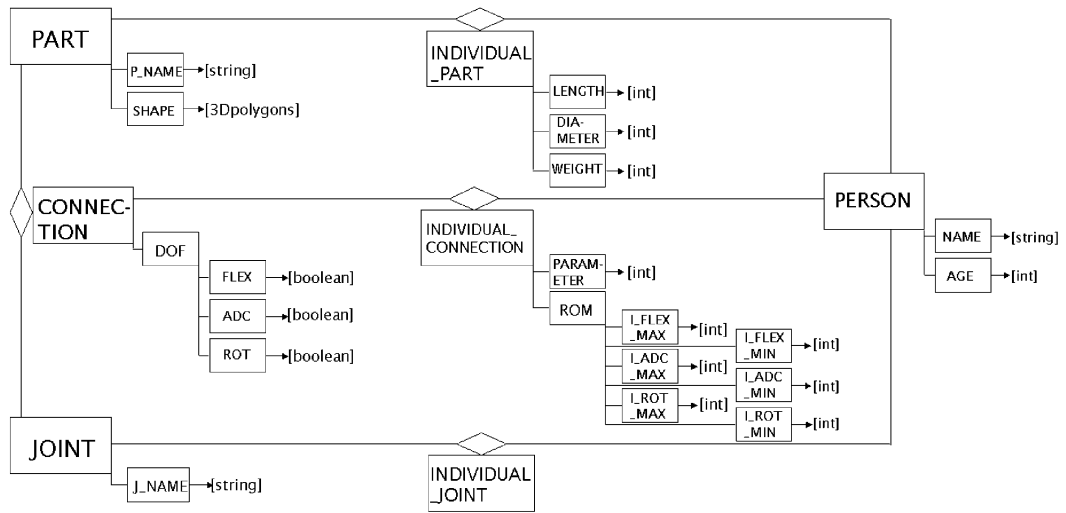 PART
P_NAME [string]
SHAPE [3Dpolygons]
INDIVIDUAL
_PART
LENGTH [int]
DIA-
METER [int]
WEIGHT [int]
CONNEC-
TION
DOF
FLEX [boolean]
ADC [boolean]
ROT [boolean]
INDIVIDUAL_
CONNECTION
PARAM-
ETER [int]
ROM
I_FLEX
_MAX [int]
I_FLEX
_MIN [int]
I_ADC
_MAX [int]
I_ADC
_MIN [int]
I_ROT
_MAX [int]
I_ROT
_MIN [int]
PERSON
NAME [string]
AGE [int]
JOINT
J_NAME [string]
INDIVIDUAL
_JOINT